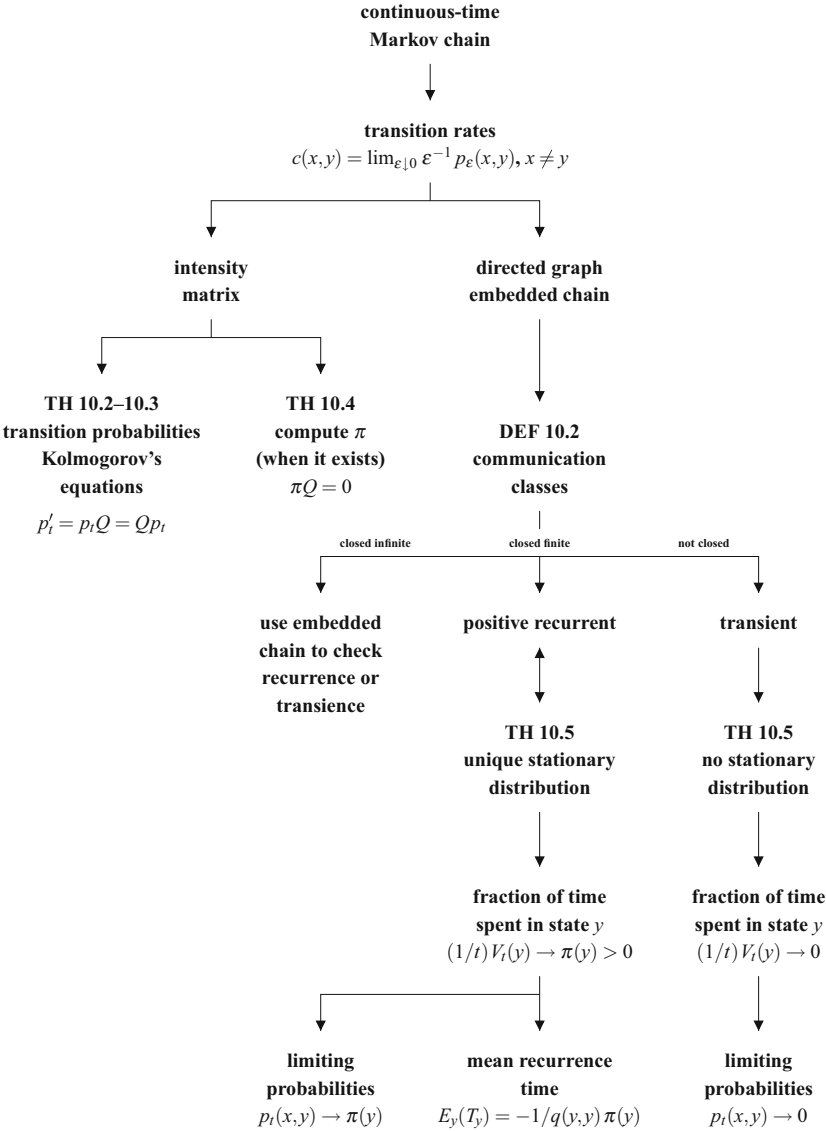 continuous-time
Markov chain
transition rates
c(x,y) = lim_{ε↓0} ε^{−1} p_ε(x,y), x ≠ y
intensity
matrix
directed graph
embedded chain
TH 10.2–10.3
transition probabilities
Kolmogorov's
equations
p′_t = p_t Q = Q p_t
TH 10.4
compute π
(when it exists)
πQ = 0
DEF 10.2
communication
classes
closed infinite
closed finite
not closed
use embedded
chain to check
recurrence or
transience
positive recurrent
transient
TH 10.5
unique stationary
distribution
TH 10.5
no stationary
distribution
fraction of time
spent in state y
(1/t) V_t(y) → π(y) > 0
fraction of time
spent in state y
(1/t) V_t(y) → 0
limiting
probabilities
p_t(x,y) → π(y)
mean recurrence
time
E_y(T_y) = −1/q(y,y) π(y)
limiting
probabilities
p_t(x,y) → 0